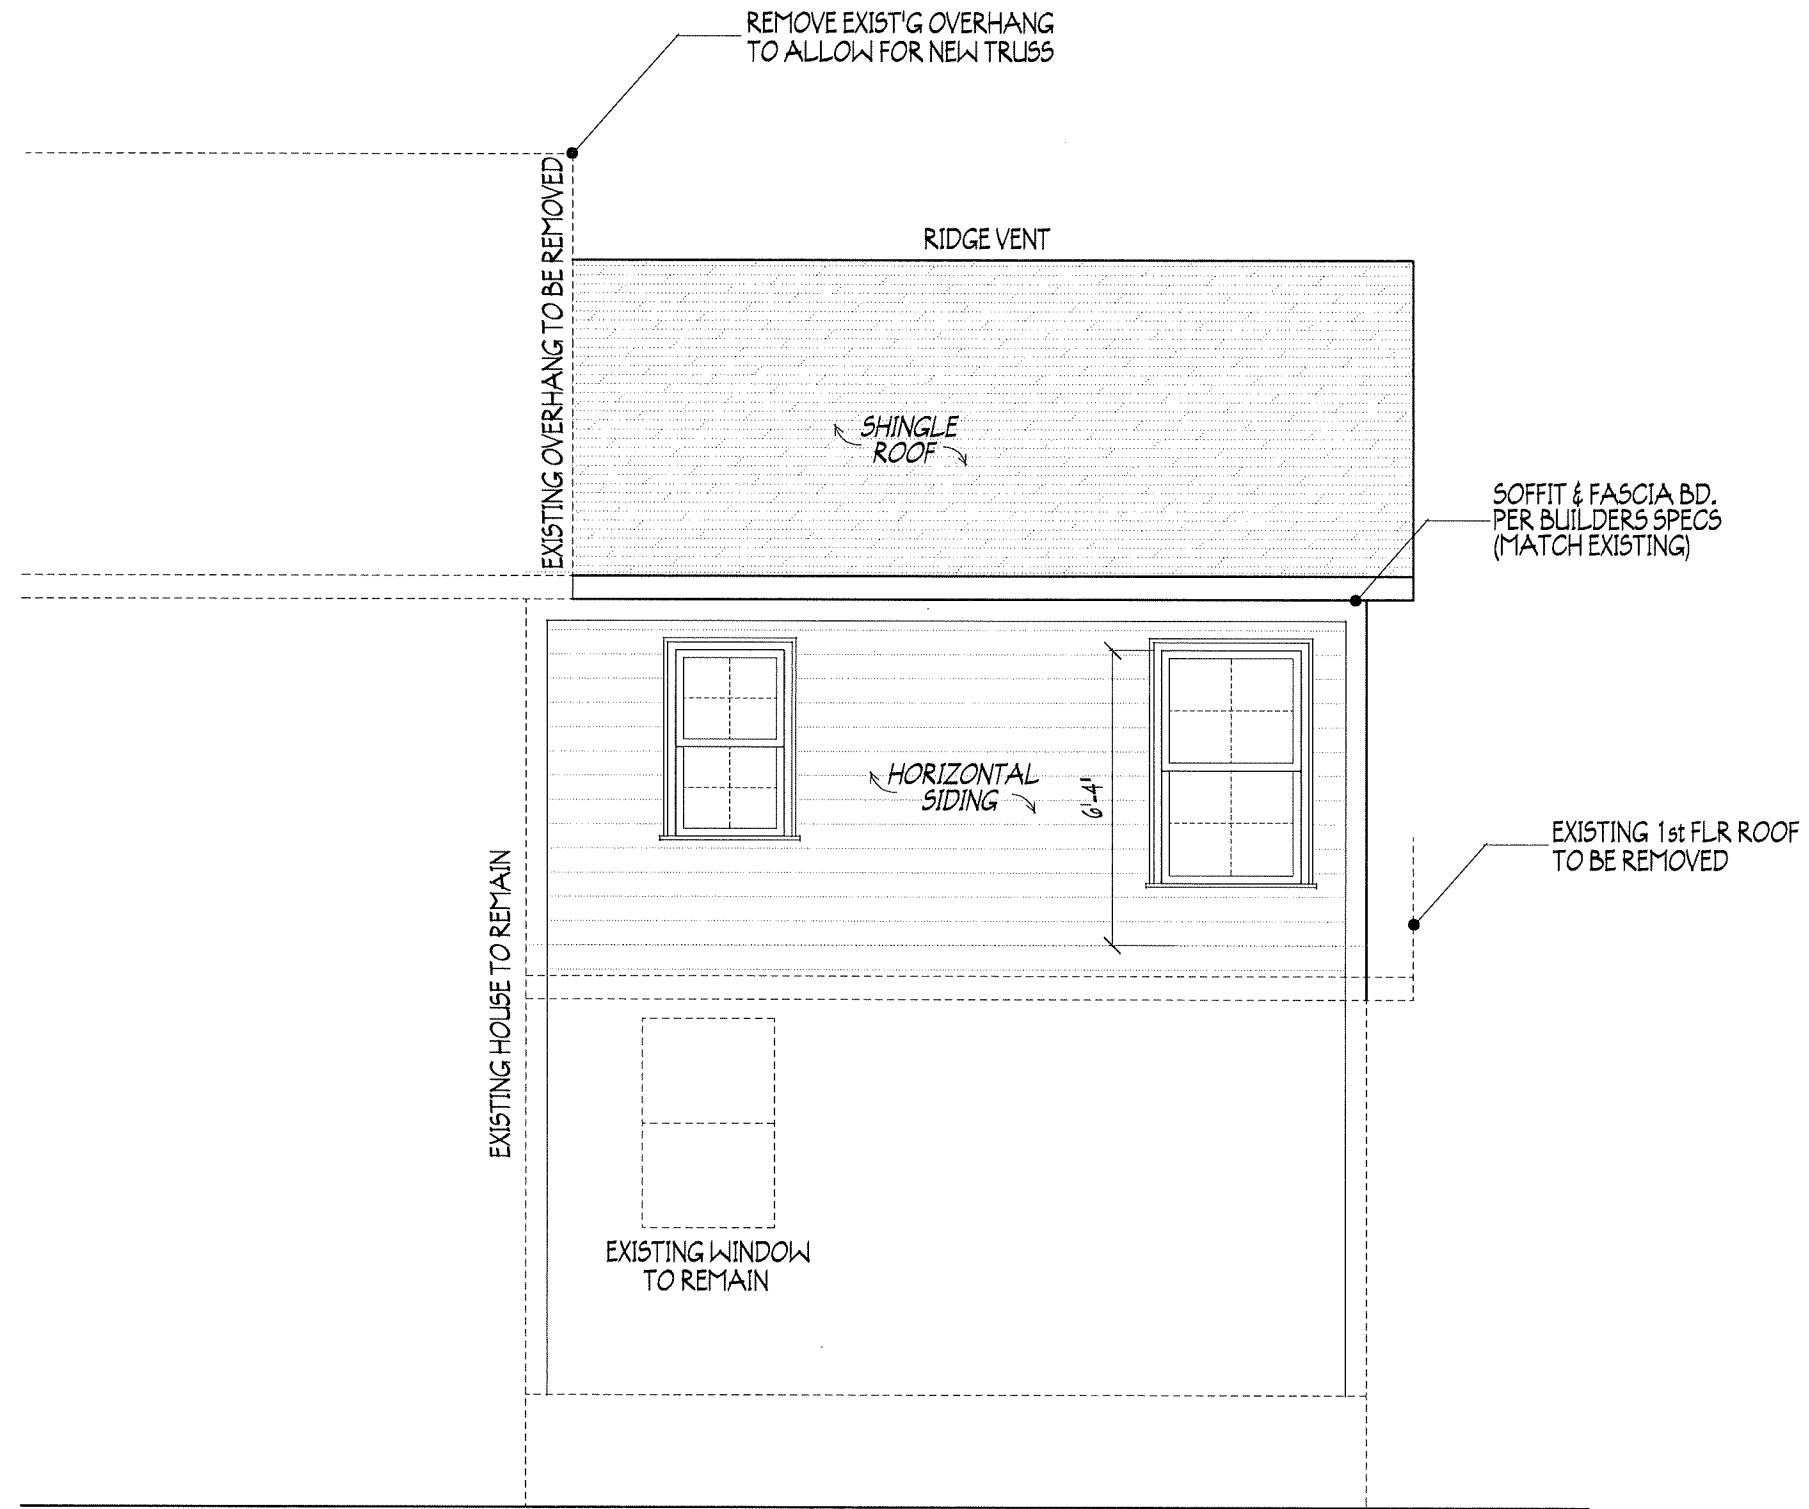 REMOVE EXIST'G OVERHANG
TO ALLOW FOR NEW TRUSS
EXISTING OVERHANG TO BE REMOVED
RIDGE VENT
SHINGLE
ROOF
SOFFIT & FASCIA BD.
PER BUILDERS SPECS
(MATCH EXISTING)
HORIZONTAL
SIDING
6'-4"
EXISTING 1st FLR ROOF
TO BE REMOVED
EXISTING HOUSE TO REMAIN
EXISTING WINDOW
TO REMAIN